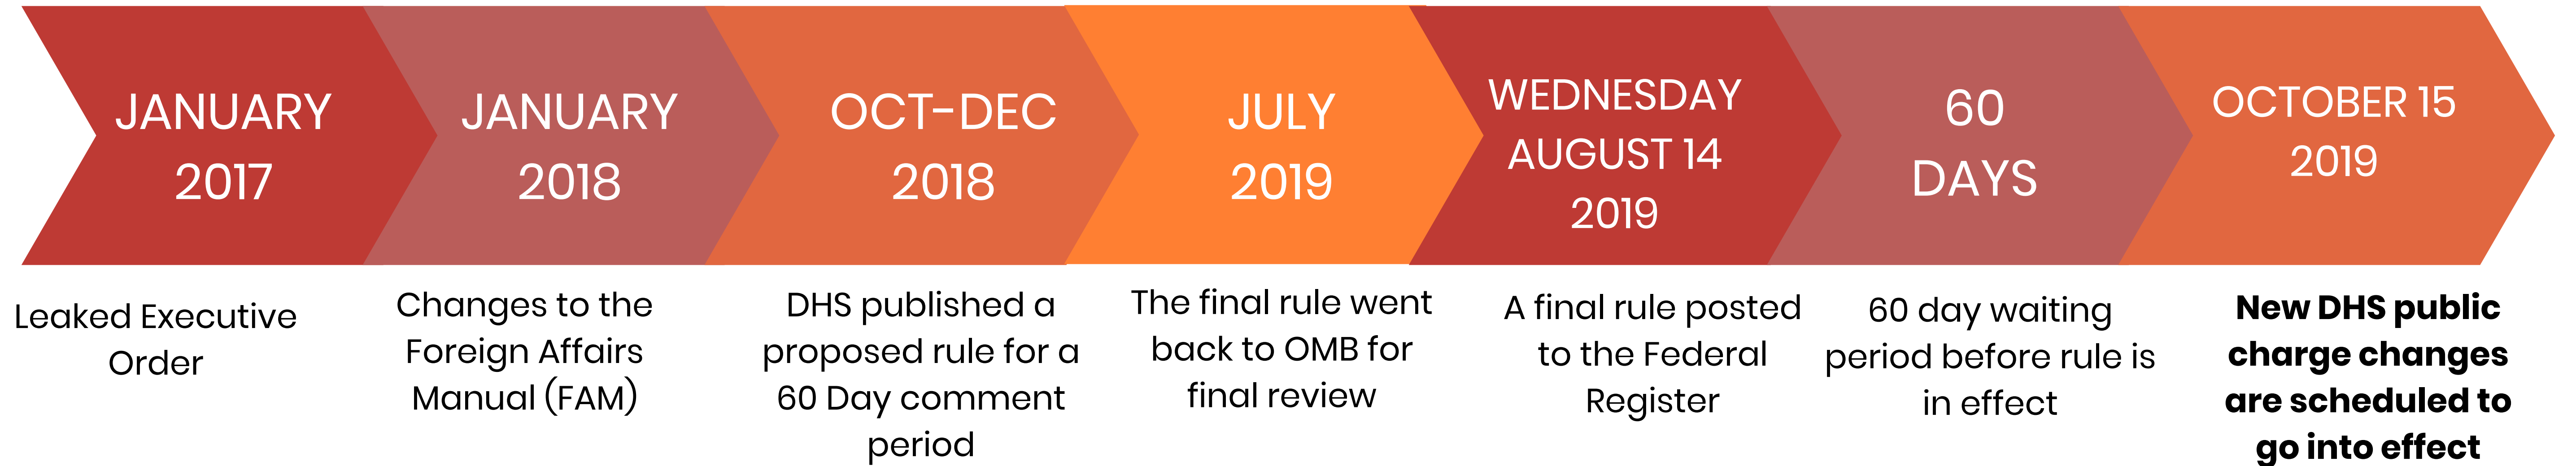 JANUARY
2017
JANUARY
2018
OCT-DEC
2018
JULY
2019
WEDNESDAY
AUGUST 14
2019
60
DAYS
OCTOBER 15
2019
Leaked Executive
Order
Changes to the
Foreign Affairs
Manual (FAM)
DHS published a
proposed rule for a
60 Day comment
period
The final rule went
back to OMB for
final review
A final rule posted
to the Federal
Register
60 day waiting
period before rule is
in effect
New DHS public
charge changes
are scheduled to
go into effect